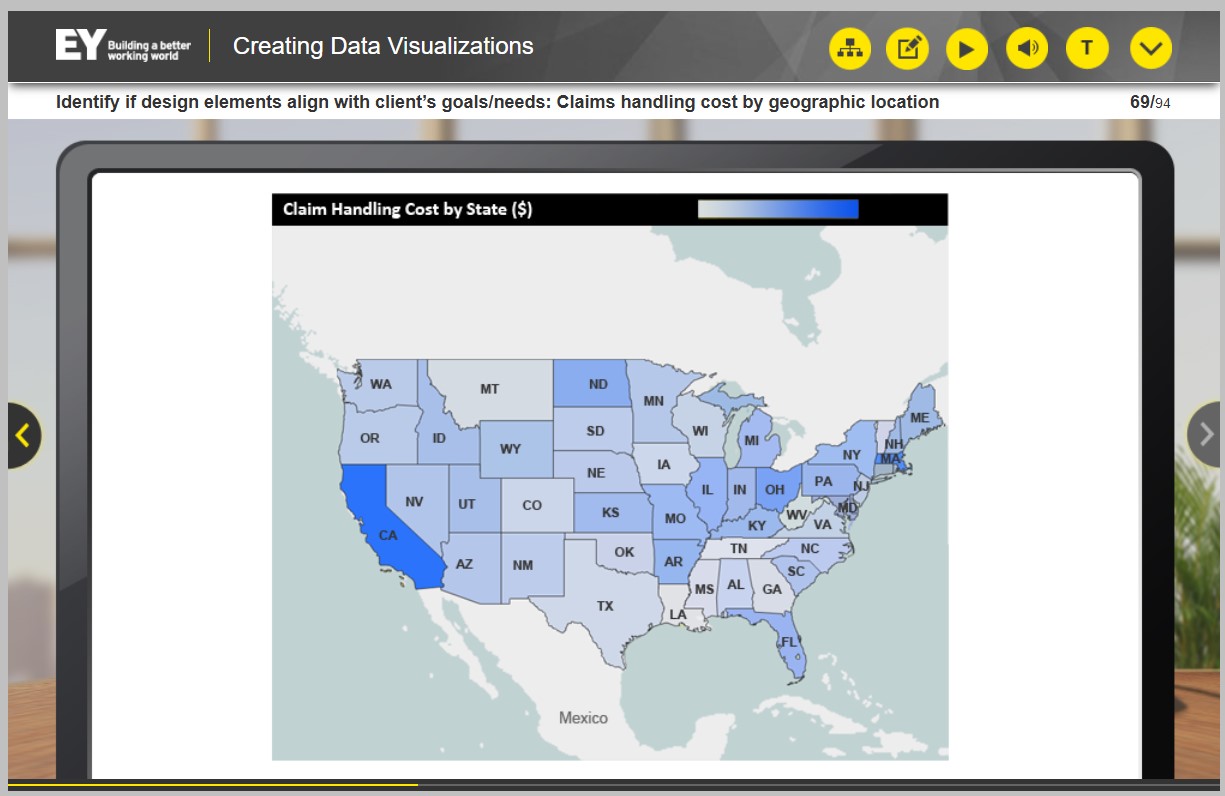 EY Building a better
working world
Creating Data Visualizations
T
Identify if design elements align with client's goals/needs: Claims handling cost by geographic location
69/94
Claim Handling Cost by State ($)
WA
MT
ND
MN
ME
OR
ID
WY
SD
WI
MI
NY
NH
MA
NV
UT
CO
NE
IA
IL
IN
OH
PA
NJ
CA
KS
MO
KY
WV
MD
VA
AZ
NM
OK
AR
TN
NC
SC
TX
LA
MS
AL
GA
FL
Mexico